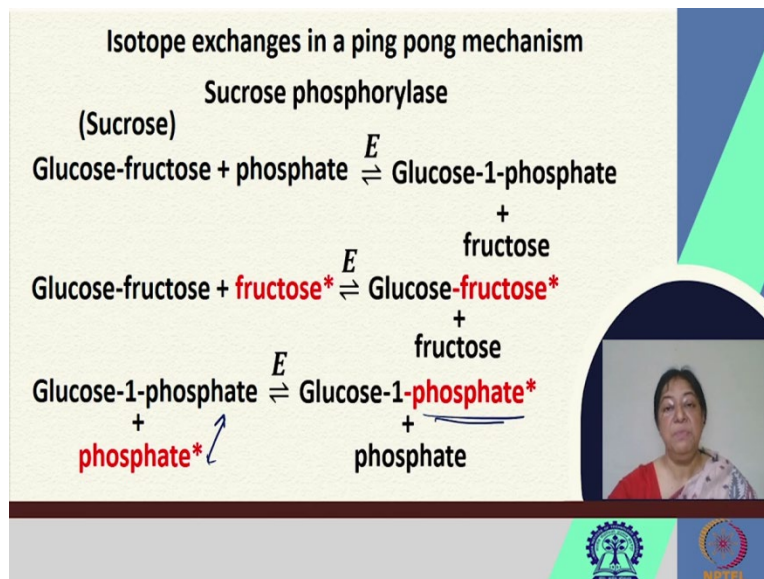 Isotope exchanges in a ping pong mechanism
Sucrose phosphorylase
(Sucrose)
Glucose-fructose + phosphate E ⇌ Glucose-1-phosphate
+
fructose
Glucose-fructose + fructose* E ⇌ Glucose-fructose*
+
fructose
Glucose-1-phosphate E ⇌ Glucose-1-phosphate*
+ +
phosphate* phosphate
NPTEL